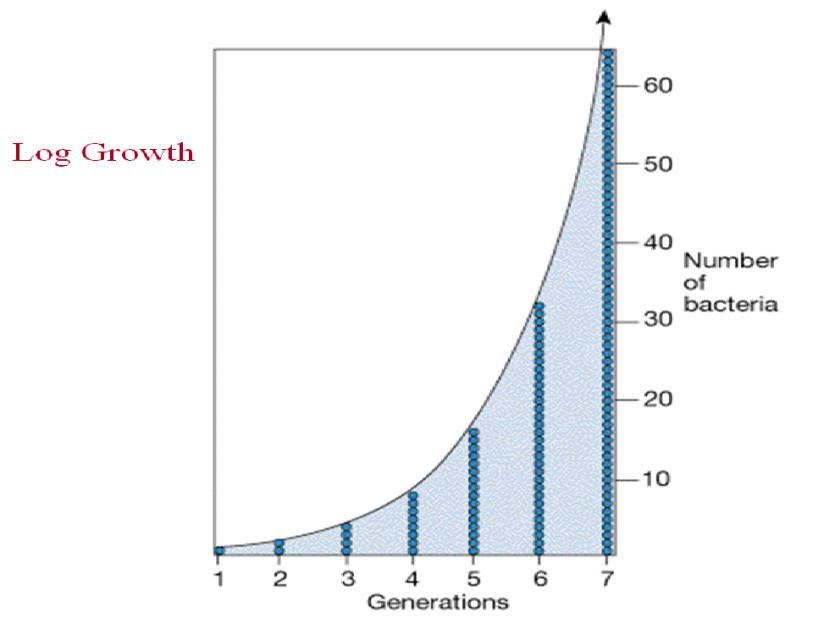 Log Growth
60
50
40
30
20
10
Number
of
bacteria
1 2 3 4 5 6 7
Generations